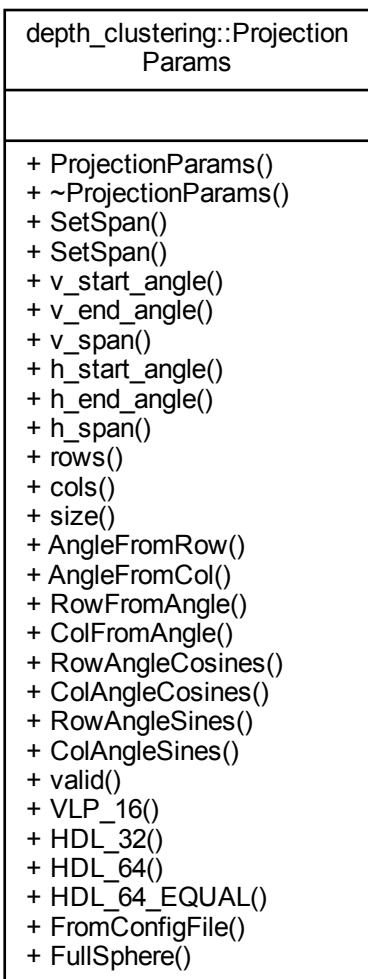 depth_clustering::Projection
Params
+ ProjectionParams()
+ ~ProjectionParams()
+ SetSpan()
+ SetSpan()
+ v_start_angle()
+ v_end_angle()
+ v_span()
+ h_start_angle()
+ h_end_angle()
+ h_span()
+ rows()
+ cols()
+ size()
+ AngleFromRow()
+ AngleFromCol()
+ RowFromAngle()
+ ColFromAngle()
+ RowAngleCosines()
+ ColAngleCosines()
+ RowAngleSines()
+ ColAngleSines()
+ valid()
+ VLP_16()
+ HDL_32()
+ HDL_64()
+ HDL_64_EQUAL()
+ FromConfigFile()
+ FullSphere()